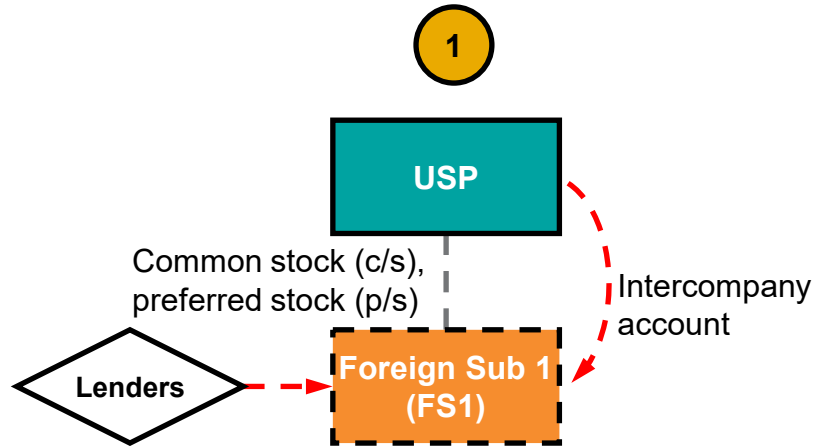 1
USP
Common stock (c/s),
preferred stock (p/s)
Intercompany
account
Lenders
Foreign Sub 1
(FS1)